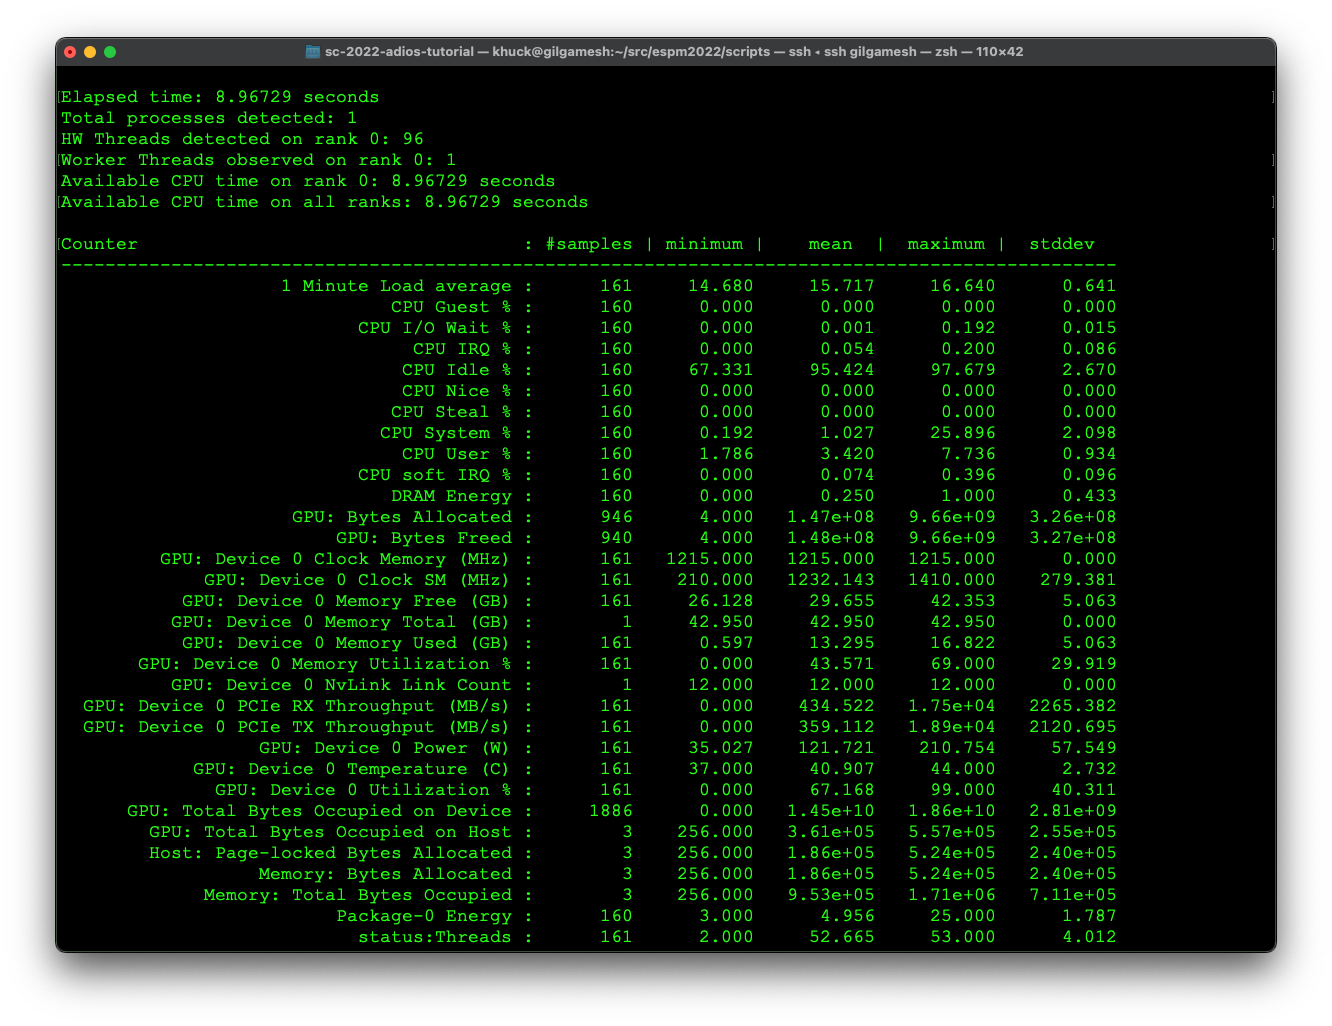 sc-2022-adios-tutorial — khuck@gilgamesh:~/src/espm2022/scripts — ssh ◂ ssh gilgamesh — zsh — 110×42
[Elapsed time: 8.96729 seconds ]
Total processes detected: 1
HW Threads detected on rank 0: 96
[Worker Threads observed on rank 0: 1 ]
Available CPU time on rank 0: 8.96729 seconds
[Available CPU time on all ranks: 8.96729 seconds ]
[Counter : #samples | minimum | mean | maximum | stddev ]
------------------------------------------------------------------------------------------------
1 Minute Load average : 161 14.680 15.717 16.640 0.641
CPU Guest % : 160 0.000 0.000 0.000 0.000
CPU I/O Wait % : 160 0.000 0.001 0.192 0.015
CPU IRQ % : 160 0.000 0.054 0.200 0.086
CPU Idle % : 160 67.331 95.424 97.679 2.670
CPU Nice % : 160 0.000 0.000 0.000 0.000
CPU Steal % : 160 0.000 0.000 0.000 0.000
CPU System % : 160 0.192 1.027 25.896 2.098
CPU User % : 160 1.786 3.420 7.736 0.934
CPU soft IRQ % : 160 0.000 0.074 0.396 0.096
DRAM Energy : 160 0.000 0.250 1.000 0.433
GPU: Bytes Allocated : 946 4.000 1.47e+08 9.66e+09 3.26e+08
GPU: Bytes Freed : 940 4.000 1.48e+08 9.66e+09 3.27e+08
GPU: Device 0 Clock Memory (MHz) : 161 1215.000 1215.000 1215.000 0.000
GPU: Device 0 Clock SM (MHz) : 161 210.000 1232.143 1410.000 279.381
GPU: Device 0 Memory Free (GB) : 161 26.128 29.655 42.353 5.063
GPU: Device 0 Memory Total (GB) : 1 42.950 42.950 42.950 0.000
GPU: Device 0 Memory Used (GB) : 161 0.597 13.295 16.822 5.063
GPU: Device 0 Memory Utilization % : 161 0.000 43.571 69.000 29.919
GPU: Device 0 NvLink Link Count : 1 12.000 12.000 12.000 0.000
GPU: Device 0 PCIe RX Throughput (MB/s) : 161 0.000 434.522 1.75e+04 2265.382
GPU: Device 0 PCIe TX Throughput (MB/s) : 161 0.000 359.112 1.89e+04 2120.695
GPU: Device 0 Power (W) : 161 35.027 121.721 210.754 57.549
GPU: Device 0 Temperature (C) : 161 37.000 40.907 44.000 2.732
GPU: Device 0 Utilization % : 161 0.000 67.168 99.000 40.311
GPU: Total Bytes Occupied on Device : 1886 0.000 1.45e+10 1.86e+10 2.81e+09
GPU: Total Bytes Occupied on Host : 3 256.000 3.61e+05 5.57e+05 2.55e+05
Host: Page-locked Bytes Allocated : 3 256.000 1.86e+05 5.24e+05 2.40e+05
Memory: Bytes Allocated : 3 256.000 1.86e+05 5.24e+05 2.40e+05
Memory: Total Bytes Occupied : 3 256.000 9.53e+05 1.71e+06 7.11e+05
Package-0 Energy : 160 3.000 4.956 25.000 1.787
status:Threads : 161 2.000 52.665 53.000 4.012